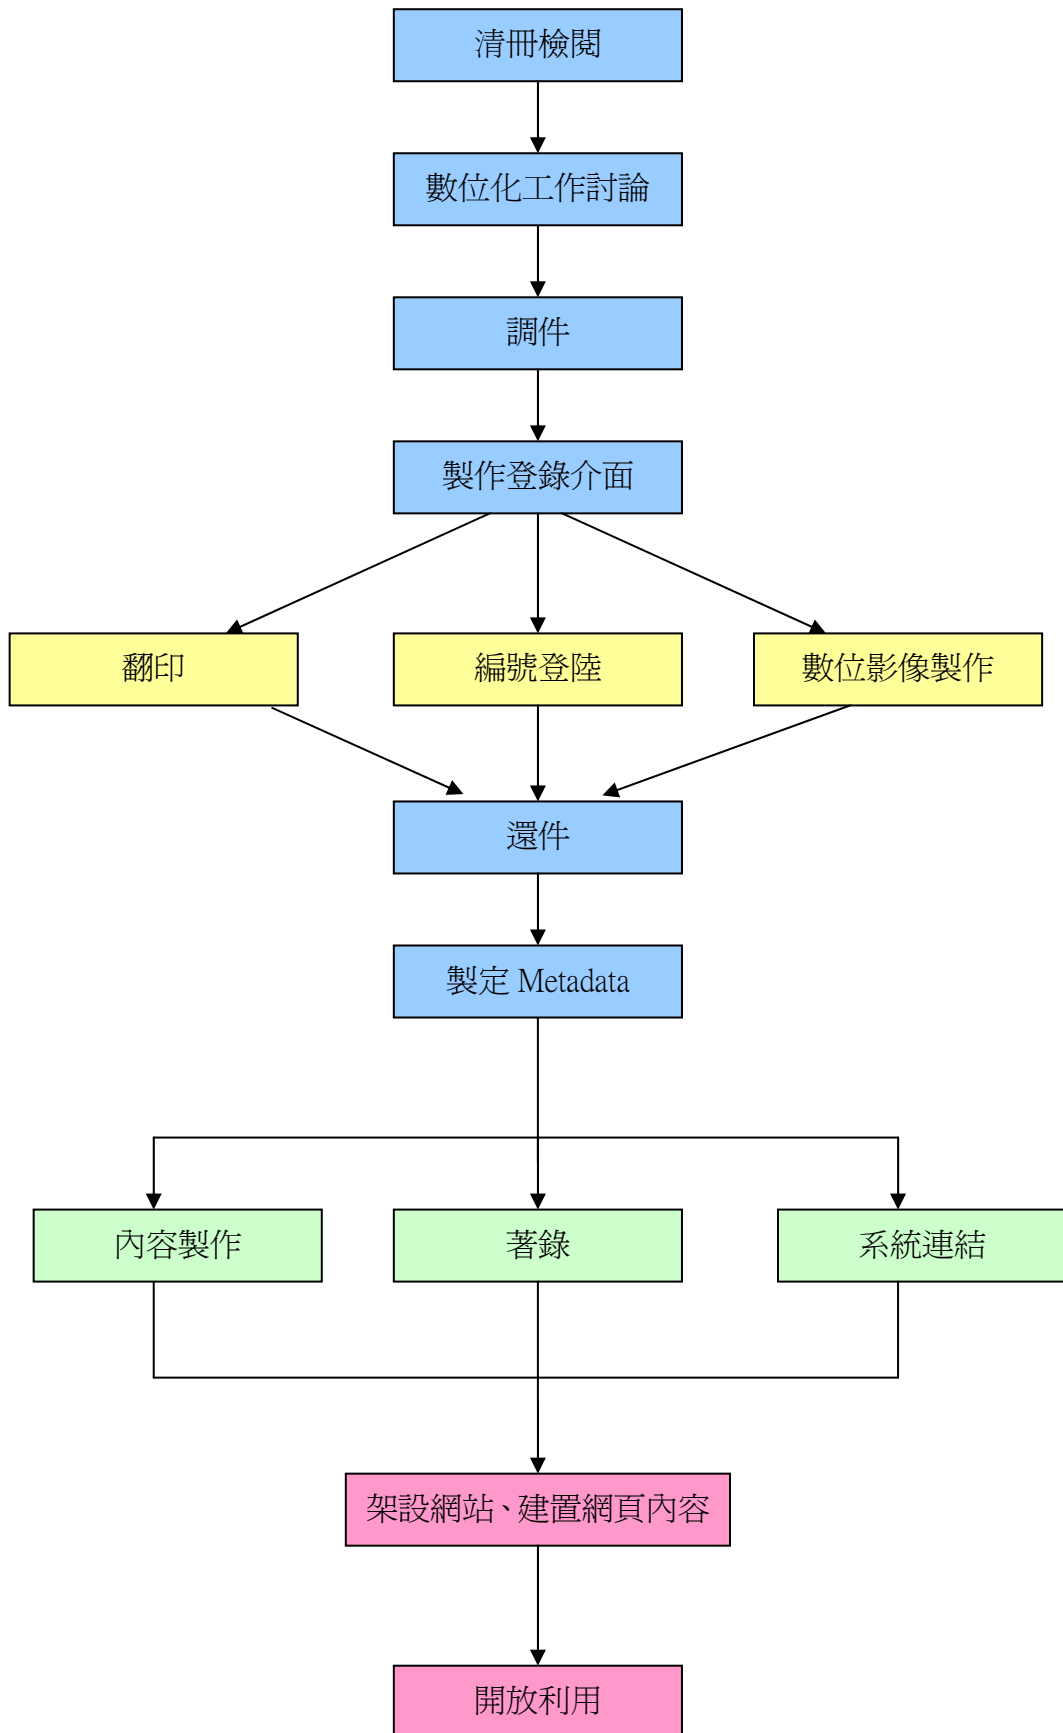 清冊檢閱
數位化工作討論
調件
製作登錄介面
翻印
編號登陸
數位影像製作
還件
製定 Metadata
內容製作
著錄
系統連結
架設網站、建置網頁內容
開放利用